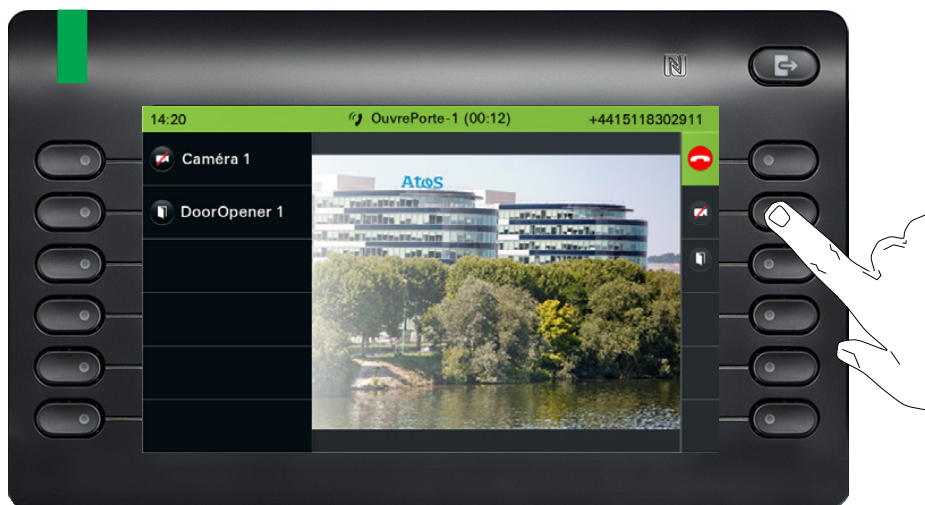 14:20
OuvrePorte-1 (00:12)
+4415118302911
Caméra 1
AtoS
DoorOpener 1